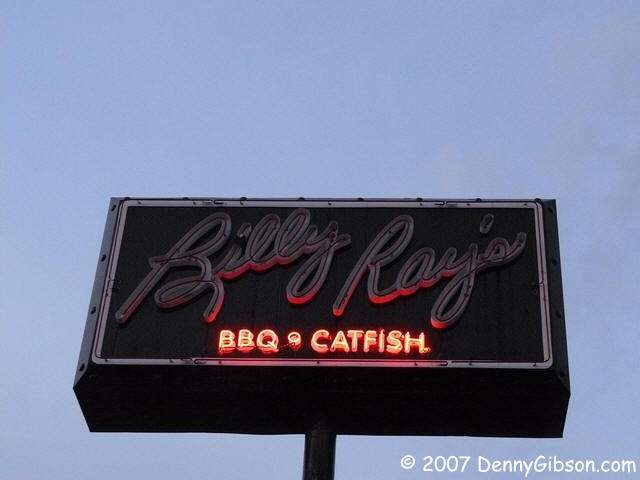 Billy Ray's
BBQ & CATFISH
© 2007 DennyGibson.com